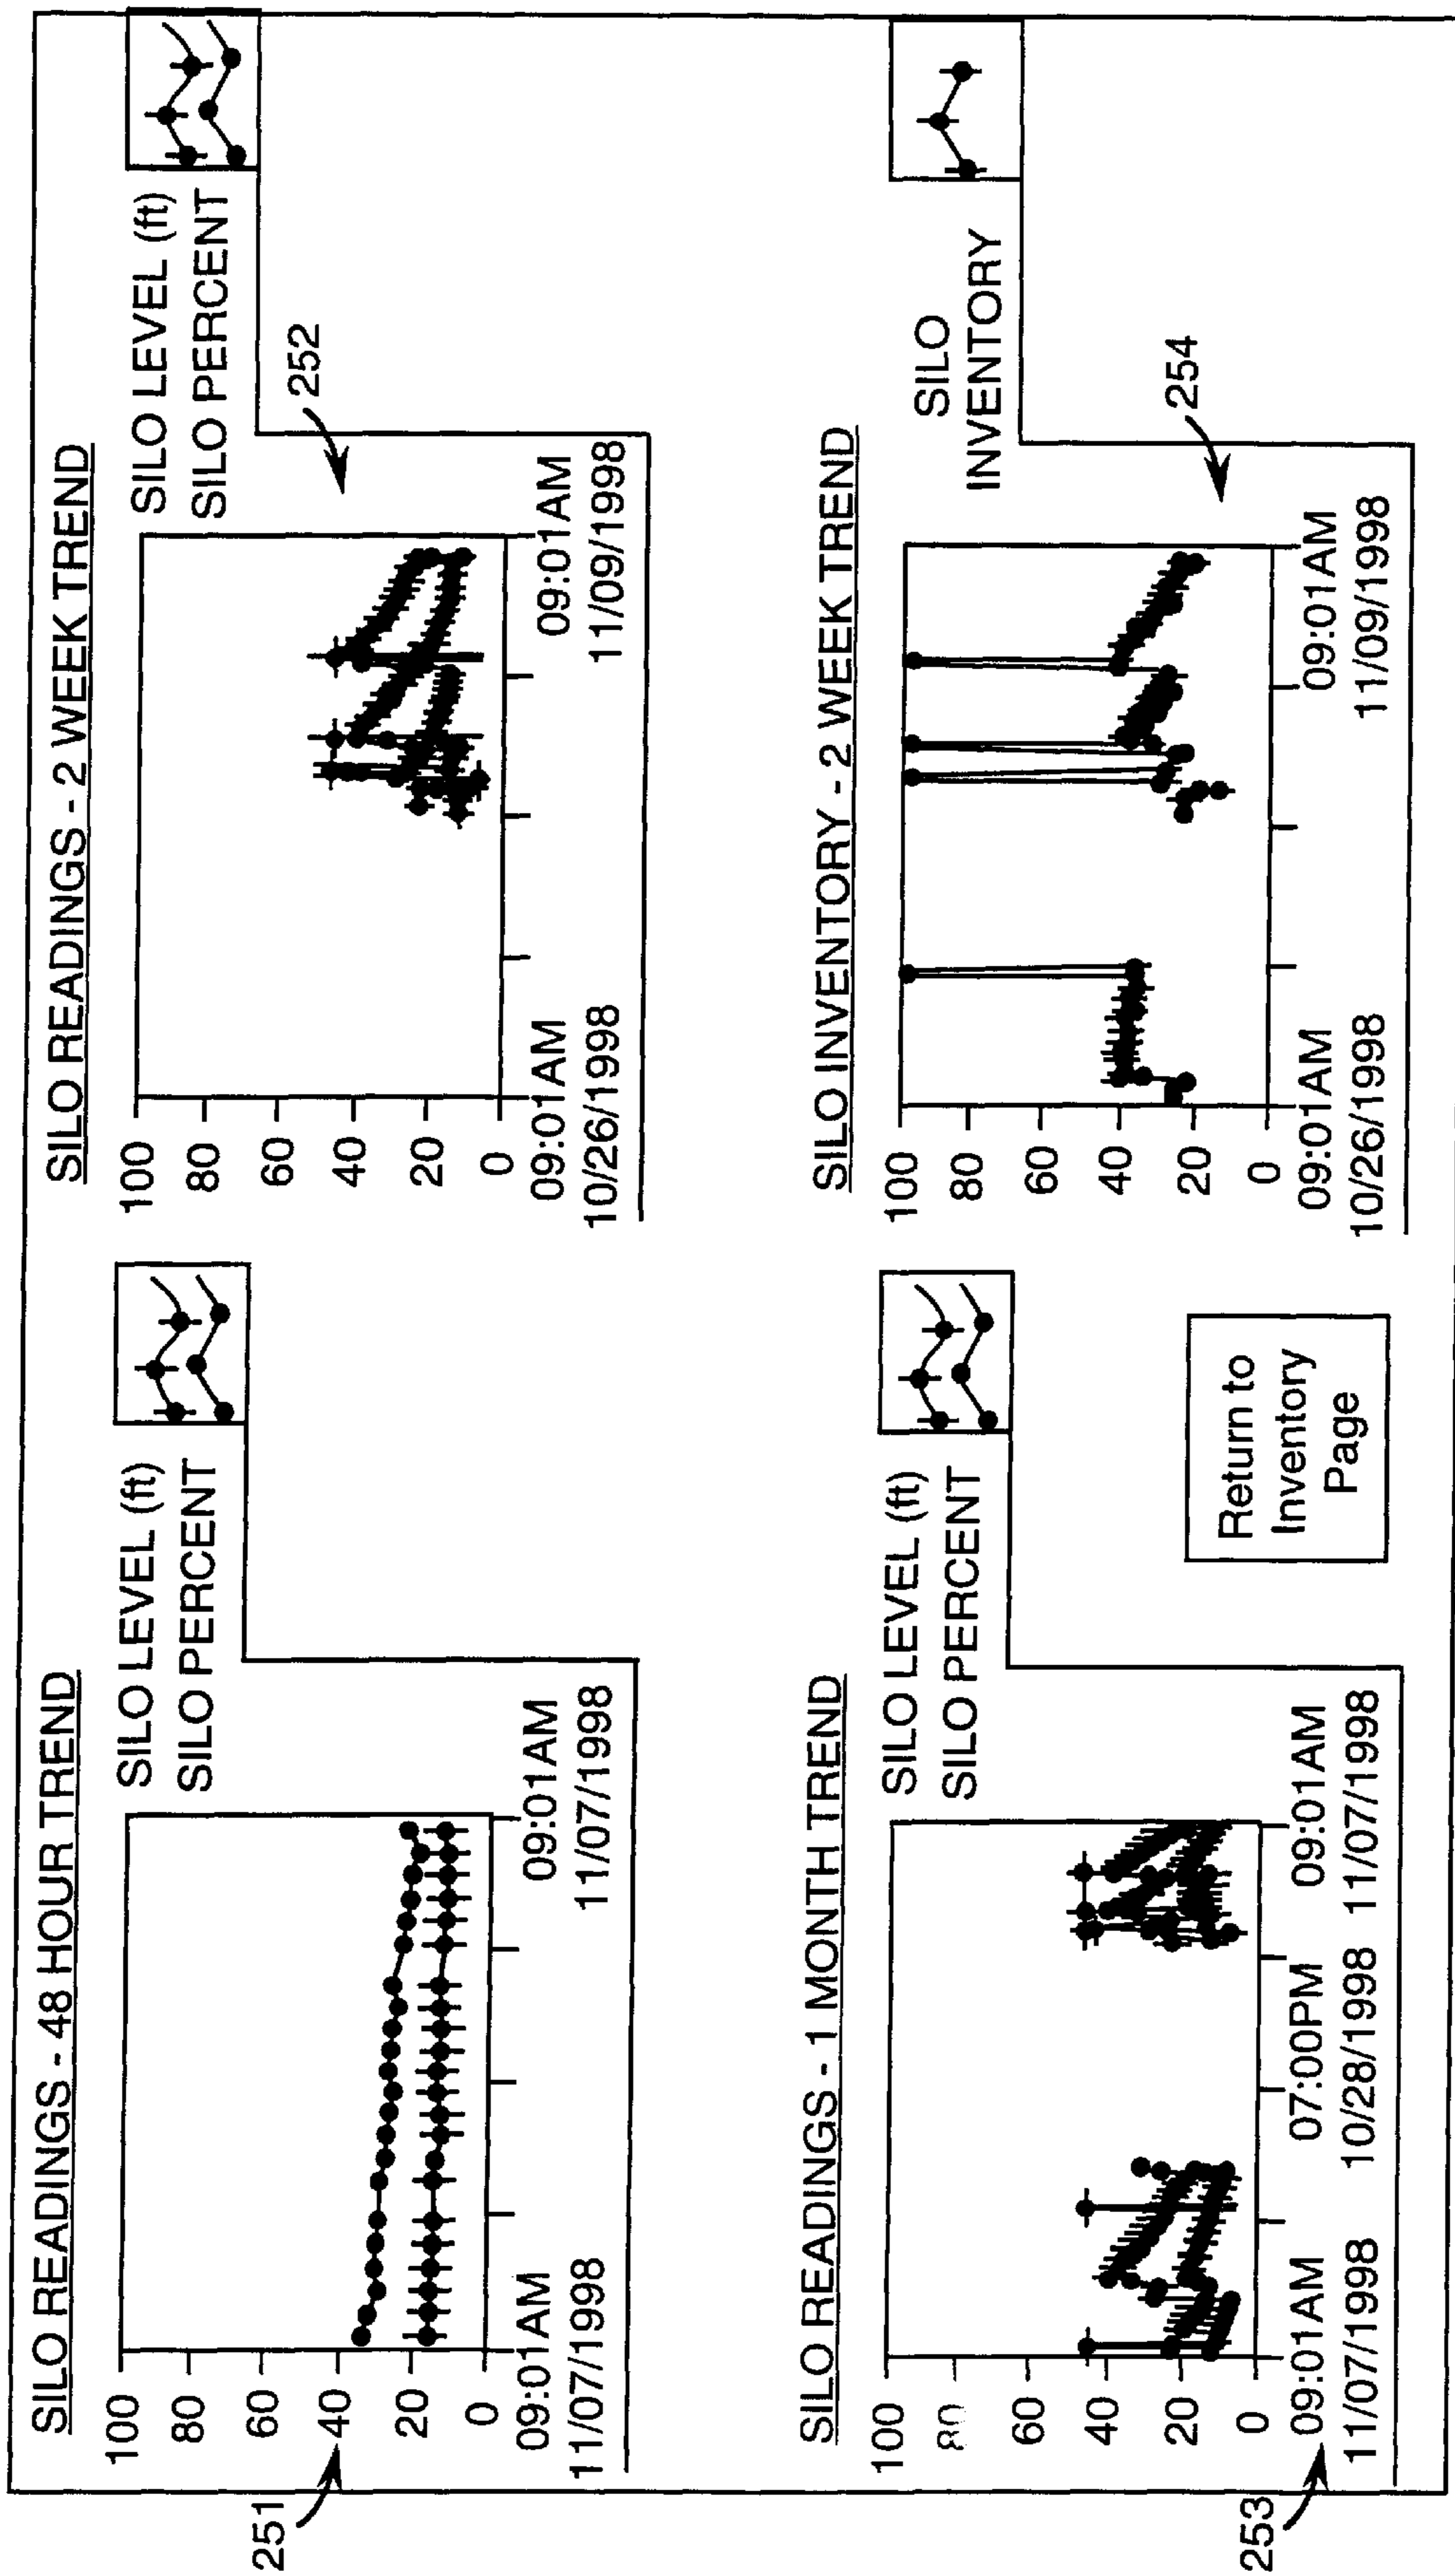 SILO READINGS - 48 HOUR TREND
SILO LEVEL (ft)
SILO PERCENT
100
80
60
40
20
0
09:01AM
11/07/1998
09:01AM
11/07/1998
251
SILO READINGS - 2 WEEK TREND
SILO LEVEL (ft)
SILO PERCENT
252
100
80
60
40
20
0
09:01AM
10/26/1998
09:01AM
11/09/1998
SILO READINGS - 1 MONTH TREND
SILO LEVEL (ft)
SILO PERCENT
100
80
60
40
20
0
09:01AM
11/07/1998
07:00PM
10/28/1998
09:01AM
11/07/1998
253
Return to
Inventory
Page
SILO INVENTORY - 2 WEEK TREND
SILO
INVENTORY
254
100
80
60
40
20
0
09:01AM
10/26/1998
09:01AM
11/09/1998